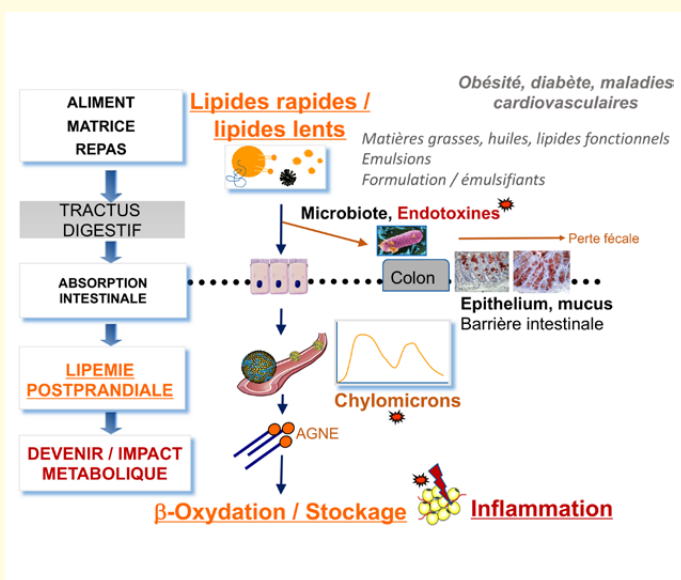 ALIMENT
MATRICE
REPAS
TRACTUS
DIGESTIF
ABSORPTION
INTESTINALE
LIPEMIE
POSTPRANDIALE
DEVENIR / IMPACT
METABOLIQUE
Lipides rapides /
lipides lents
Obésité, diabète, maladies
cardiovasculaires
Matières grasses, huiles, lipides fonctionnels
Emulsions
Formulation / émulsifiants
Microbiote, Endotoxines
Perte fécale
Colon
Epithelium, mucus
Barrière intestinale
Chylomicrons
AGNE
β-Oxydation / Stockage
Inflammation